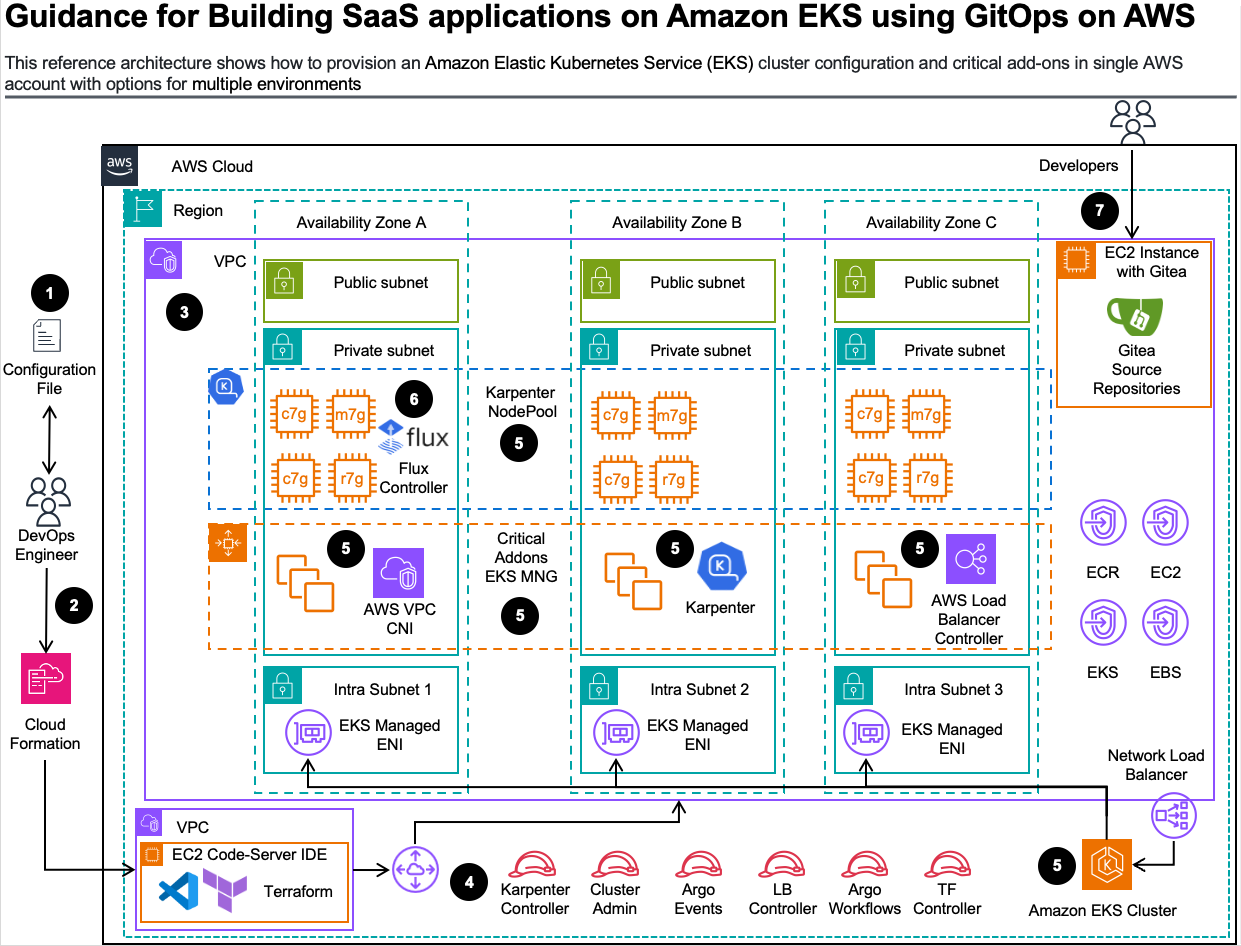 Guidance for Building SaaS applications on Amazon EKS using GitOps on AWS
This reference architecture shows how to provision an Amazon Elastic Kubernetes Service (EKS) cluster configuration and critical add-ons in single AWS
account with options for multiple environments
aws
AWS Cloud
Developers
Region
7
Availability Zone A
Availability Zone B
Availability Zone C
VPC
EC2 Instance
with Gitea
Gitea
Source
Repositories
1
3
Public subnet
Public subnet
Public subnet
Configuration
File
Private subnet
Private subnet
Private subnet
K
c7g
m7g
6
flux
Flux
Controller
c7g
r7g
Karpenter
NodePool
5
c7g
m7g
c7g
r7g
c7g
m7g
c7g
r7g
DevOps
Engineer
2
Cloud
Formation
5
AWS VPC
CNI
Critical
Addons
EKS MNG
5
5
K
Karpenter
5
AWS Load
Balancer
Controller
ECR
EC2
EKS
EBS
Intra Subnet 1
EKS Managed
ENI
Intra Subnet 2
EKS Managed
ENI
Intra Subnet 3
EKS Managed
ENI
Network Load
Balancer
VPC
EC2 Code-Server IDE
Terraform
4
Karpenter
Controller
Cluster
Admin
Argo
Events
LB
Controller
Argo
Workflows
TF
Controller
5
K
Amazon EKS Cluster